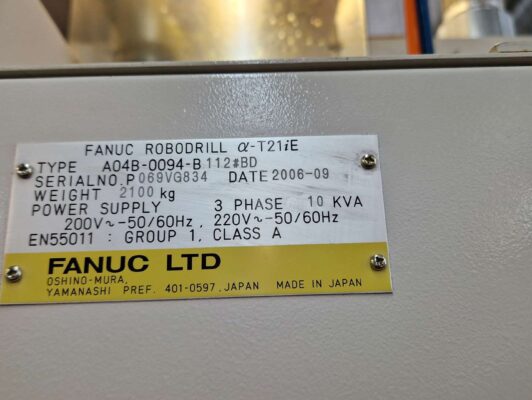 FANUC ROBODRILL α-T21iE
TYPE A04B-0094-B112#BD
SERIAL NO. P069VG834 DATE 2006-09
WEIGHT 2100 kg
POWER SUPPLY 3 PHASE 10 KVA
200V~-50/60Hz, 220V~-50/60Hz
EN55011 : GROUP 1, CLASS A
FANUC LTD
OSHINO-MURA,
YAMANASHI PREF. 401-0597, JAPAN MADE IN JAPAN